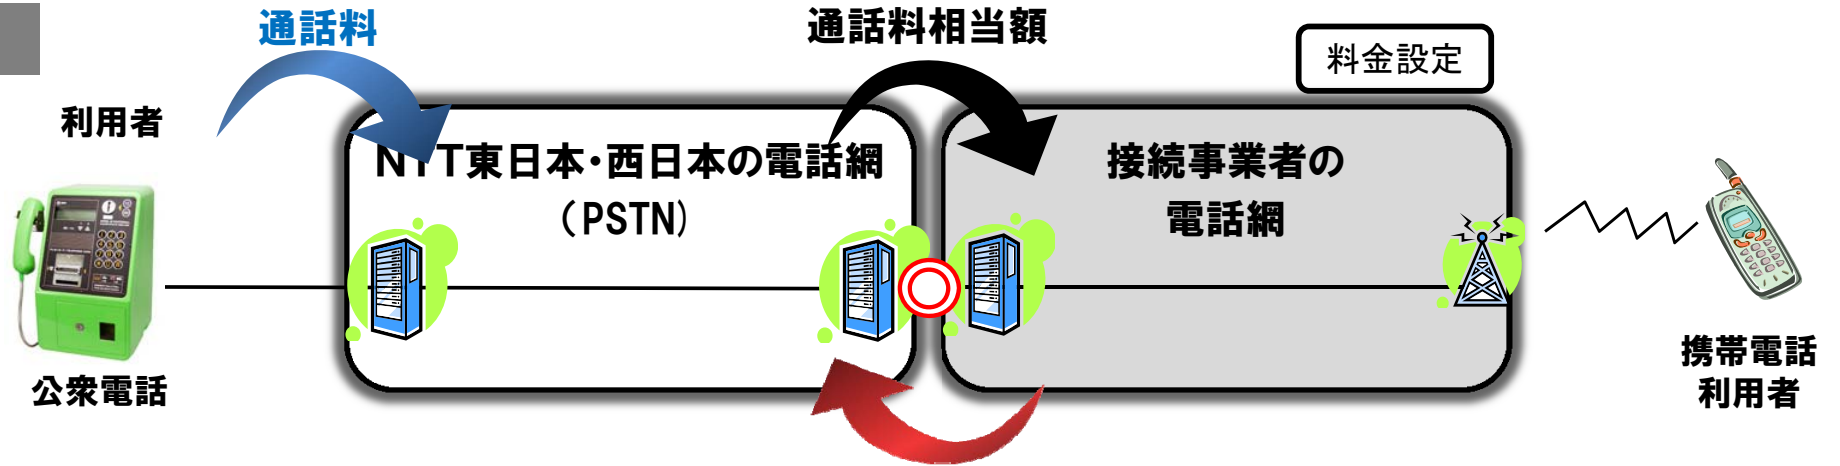 通話料
通話料相当額
料金設定
利用者
NTT東日本・西日本の電話網
（PSTN)
接続事業者の
電話網
公衆電話
携帯電話
利用者